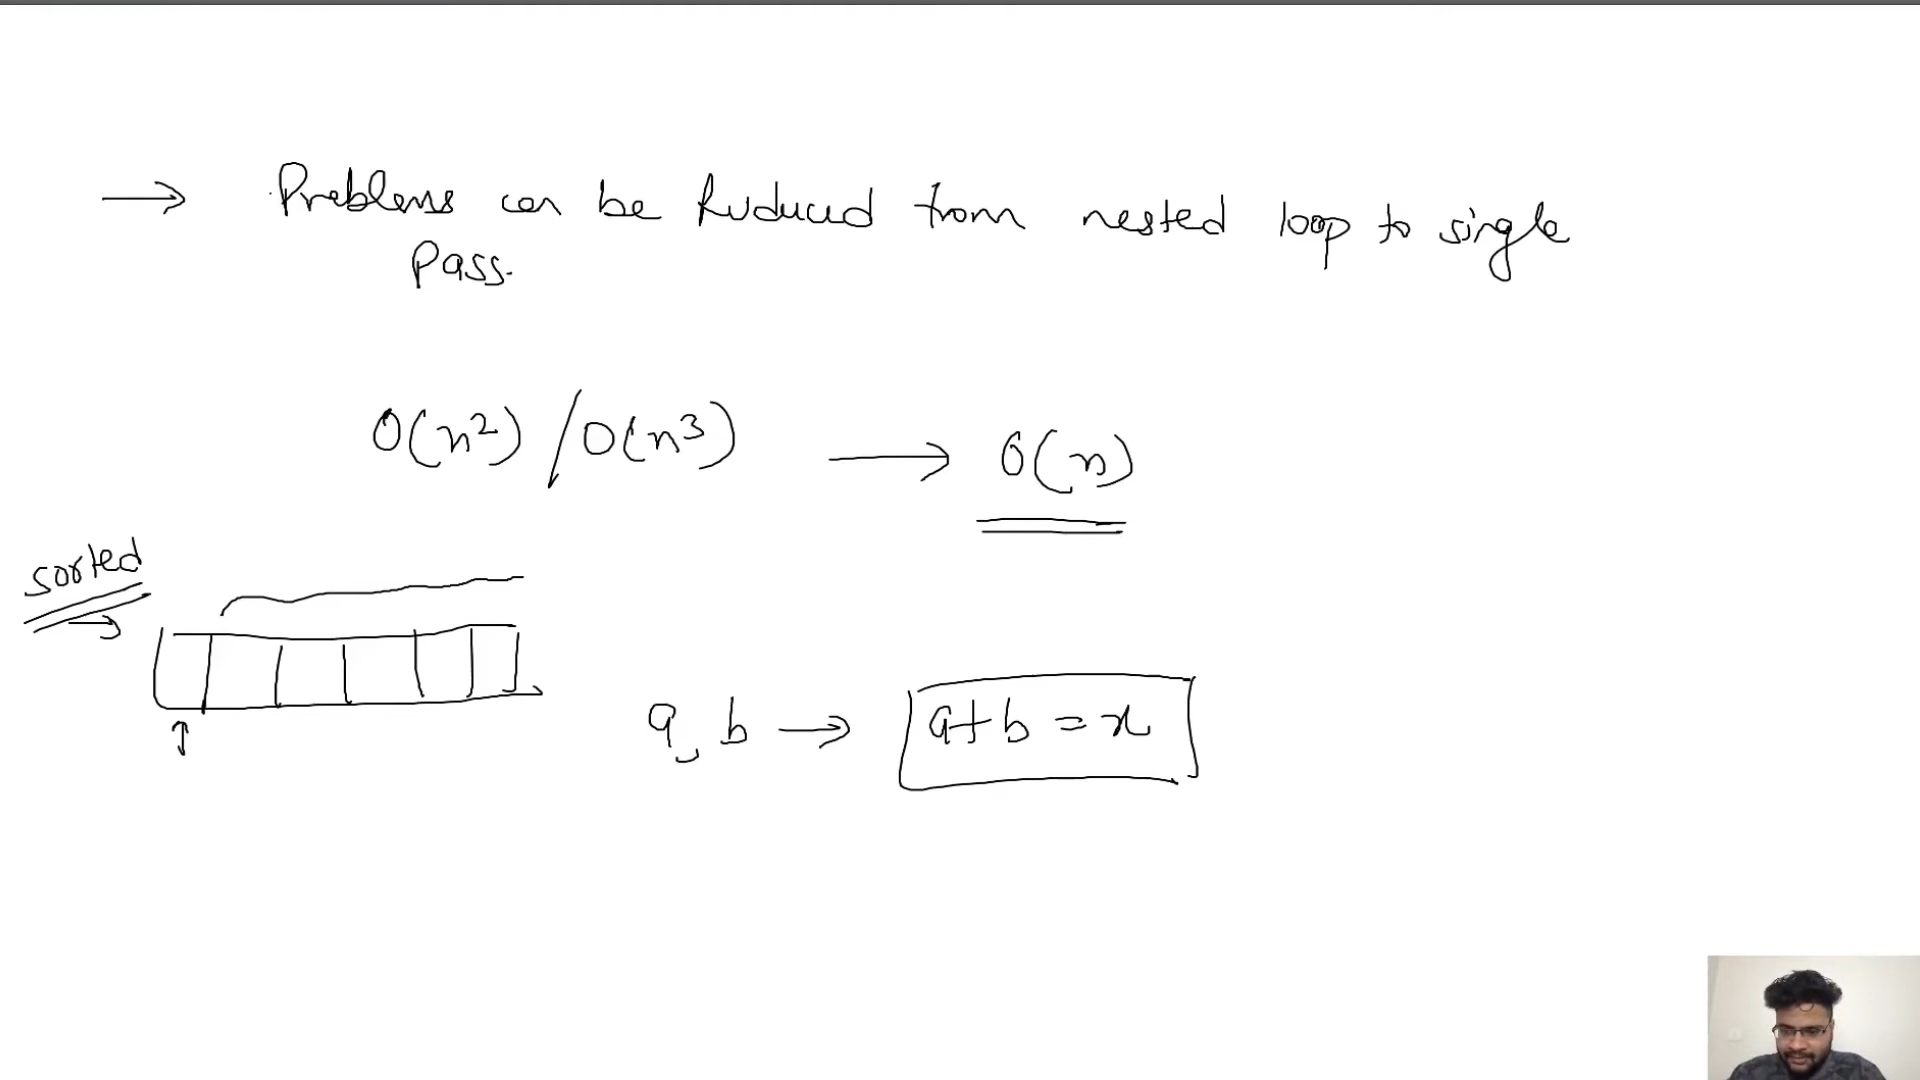 → Problems can be Reduced from nested loop to single
Pass.
O(n²) / O(n³) → O(n)
sorted
→
a, b → a+b = x